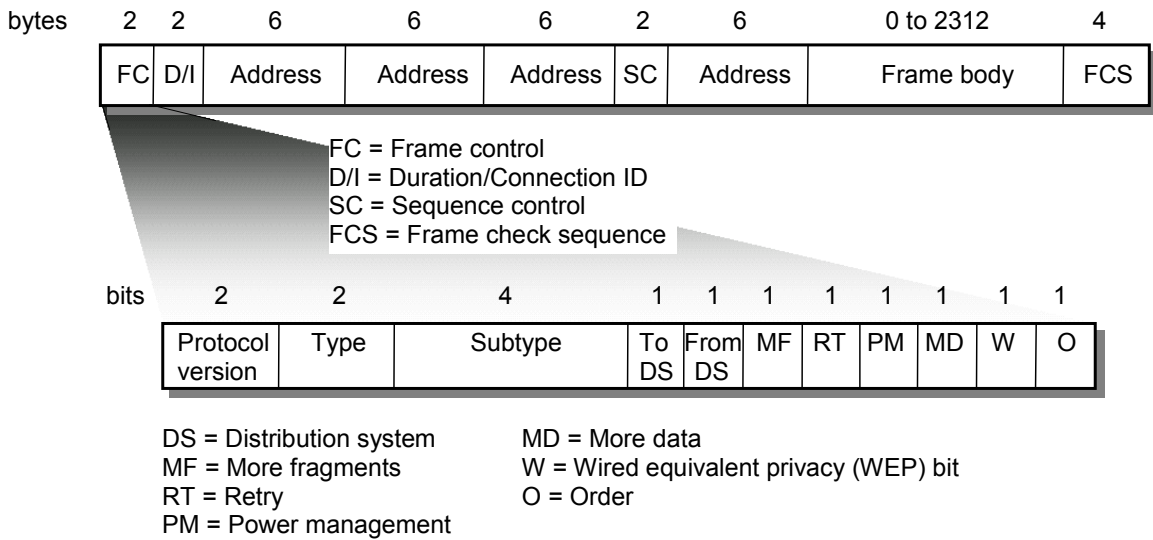 bytes 2 2 6 6 6 2 6 0 to 2312 4
FC D/I Address Address Address SC Address Frame body FCS
FC = Frame control
D/I = Duration/Connection ID
SC = Sequence control
FCS = Frame check sequence
bits 2 2 4 1 1 1 1 1 1 1 1
Protocol version Type Subtype To DS From DS MF RT PM MD W O
DS = Distribution system MD = More data
MF = More fragments W = Wired equivalent privacy (WEP) bit
RT = Retry O = Order
PM = Power management